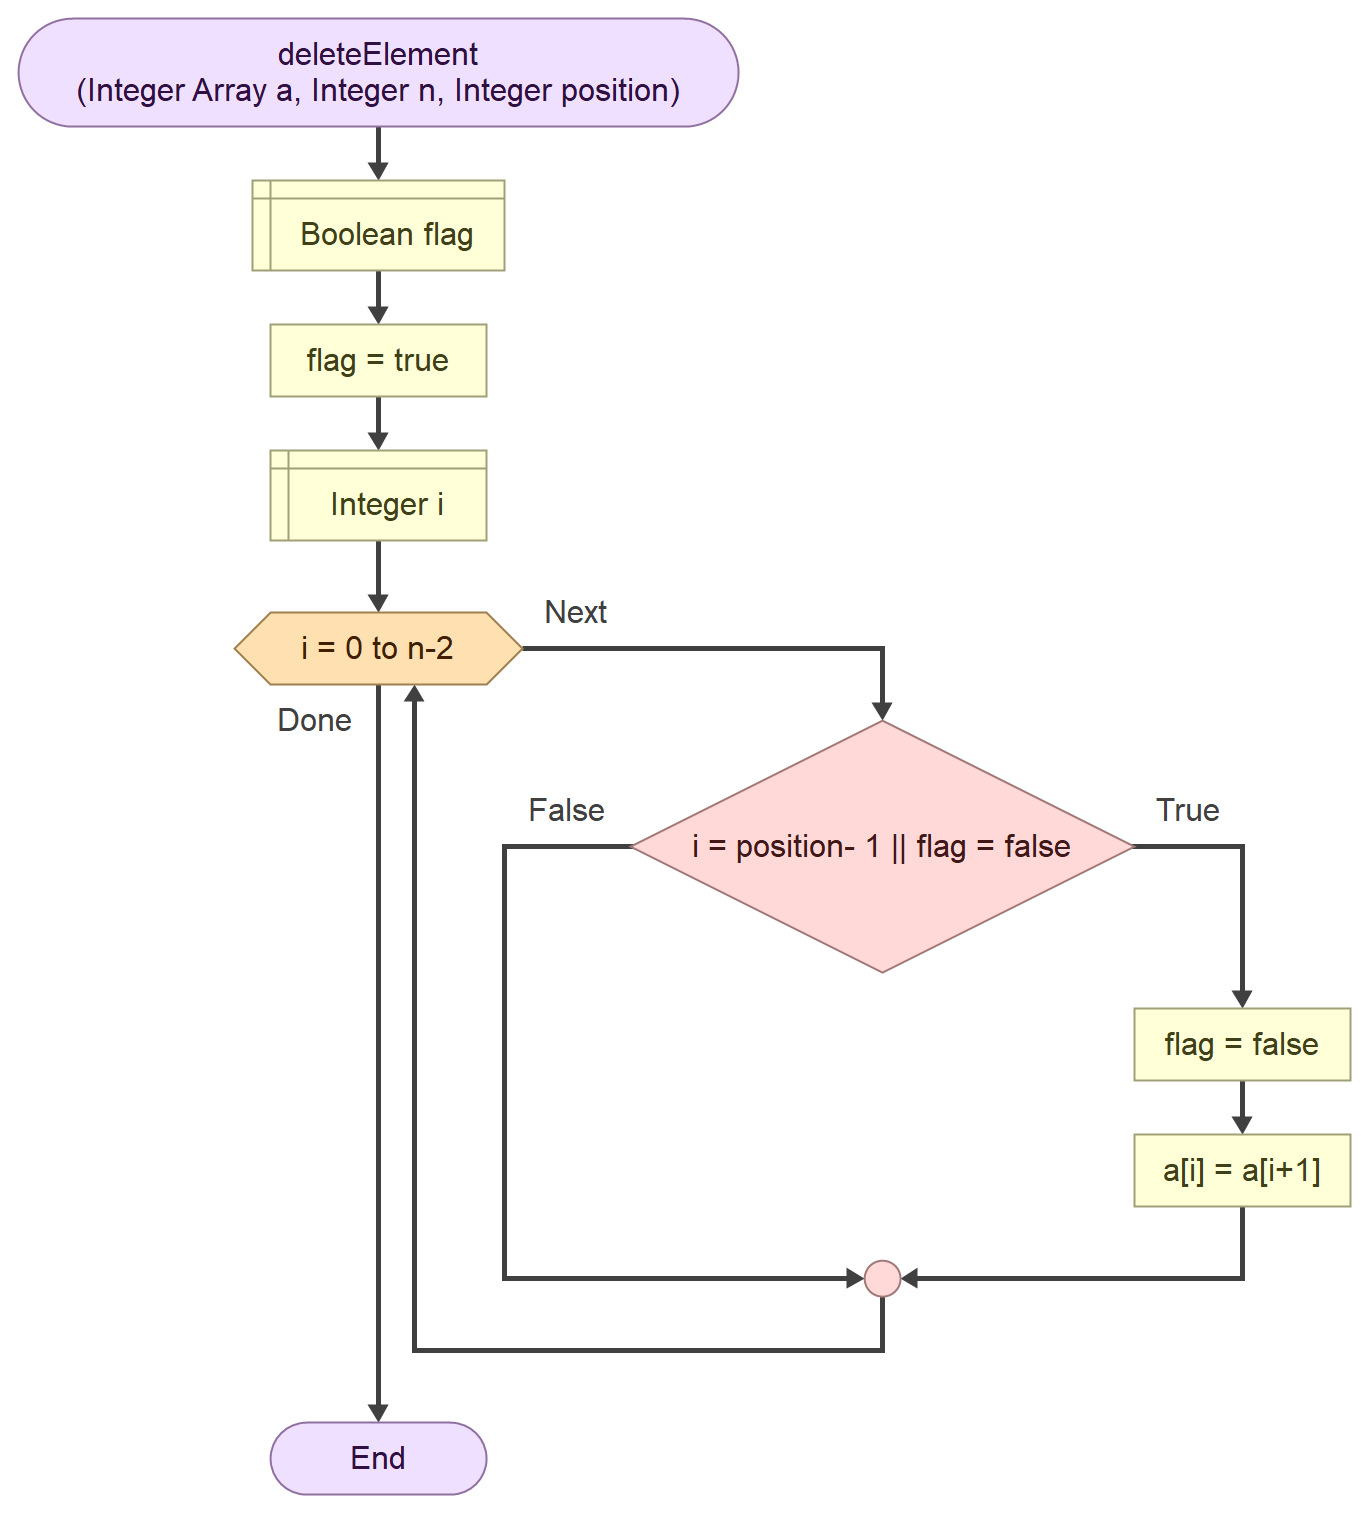 deleteElement
(Integer Array a, Integer n, Integer position)
Boolean flag
flag = true
Integer i
i = 0 to n-2
Next
Done
False
True
i = position- 1 || flag = false
flag = false
a[i] = a[i+1]
End